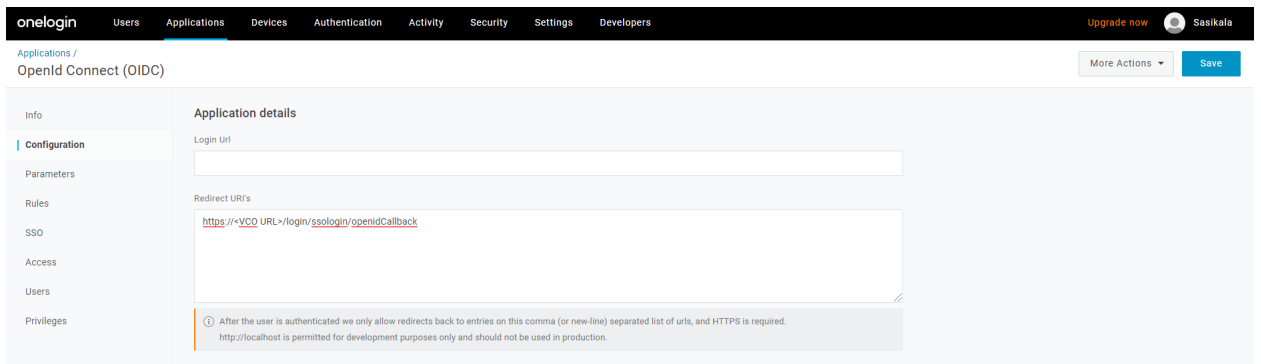 onelogin Users Applications Devices Authentication Activity Security Settings Developers Upgrade now Sasikala
Applications /
OpenId Connect (OIDC)
More Actions Save
Info
Configuration
Parameters
Rules
SSO
Access
Users
Privileges
Application details
Login Url
Redirect URI's
https://<VCO URL>/login/ssologin/openidCallback
After the user is authenticated we only allow redirects back to entries on this comma (or new-line) separated list of urls, and HTTPS is required.
http://localhost is permitted for development purposes only and should not be used in production.